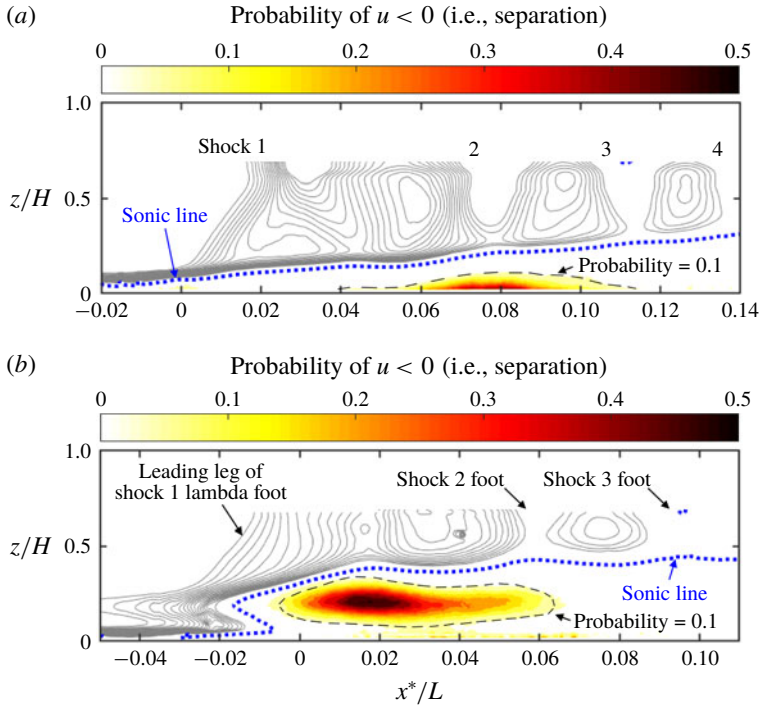 (a)
Probability of u < 0 (i.e., separation)
0 0.1 0.2 0.3 0.4 0.5
1.0
Shock 1 2 3 4
z/H 0.5
Sonic line
Probability = 0.1
0
−0.02 0 0.02 0.04 0.06 0.08 0.10 0.12 0.14
(b)
Probability of u < 0 (i.e., separation)
0 0.1 0.2 0.3 0.4 0.5
1.0
Leading leg of
shock 1 lambda foot
Shock 2 foot Shock 3 foot
z/H 0.5
Sonic line
Probability = 0.1
0
−0.04 −0.02 0 0.02 0.04 0.06 0.08 0.10
x*/L